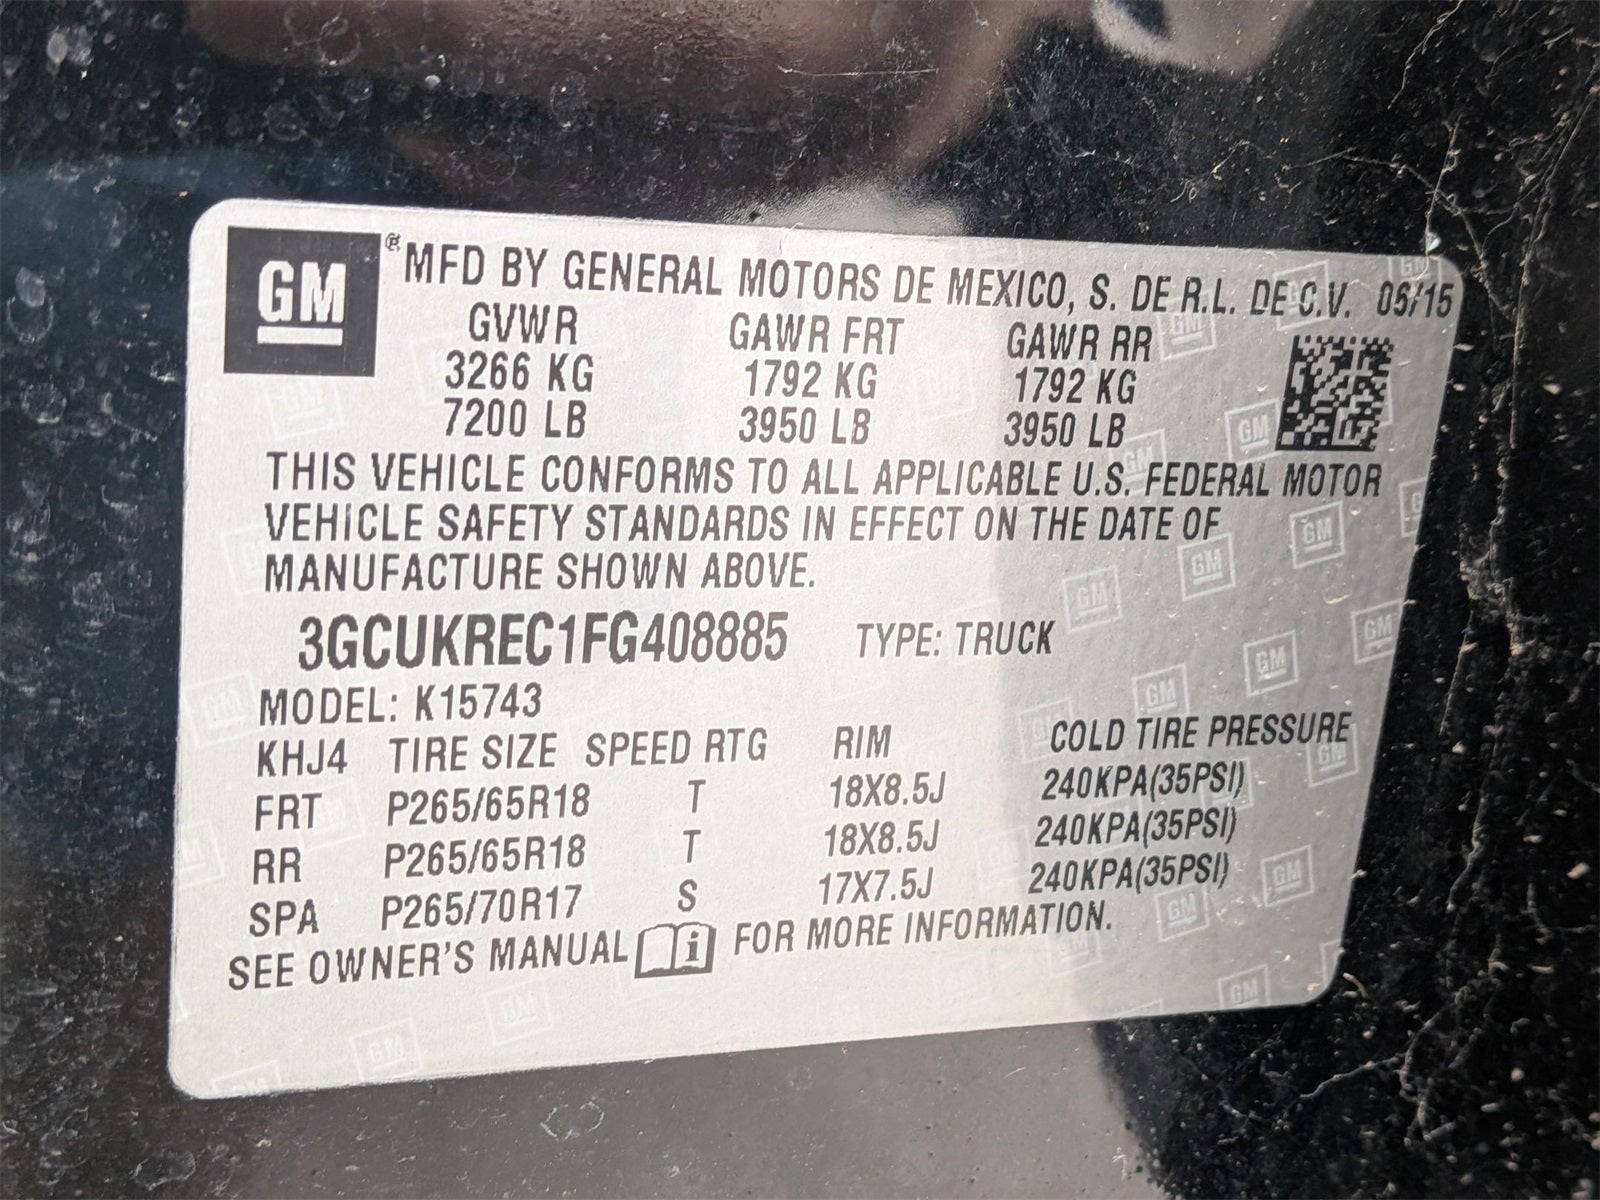 GM ® MFD BY GENERAL MOTORS DE MEXICO, S. DE R.L. DE C.V. 05/15
GVWR GAWR FRT GAWR RR
3266 KG 1792 KG 1792 KG
7200 LB 3950 LB 3950 LB
THIS VEHICLE CONFORMS TO ALL APPLICABLE U.S. FEDERAL MOTOR
VEHICLE SAFETY STANDARDS IN EFFECT ON THE DATE OF
MANUFACTURE SHOWN ABOVE.
3GCUKREC1FG408885 TYPE: TRUCK
MODEL: K15743
KHJ4 TIRE SIZE SPEED RTG RIM COLD TIRE PRESSURE
FRT P265/65R18 T 18X8.5J 240KPA(35PSI)
RR P265/65R18 T 18X8.5J 240KPA(35PSI)
SPA P265/70R17 S 17X7.5J 240KPA(35PSI)
SEE OWNER'S MANUAL i FOR MORE INFORMATION.